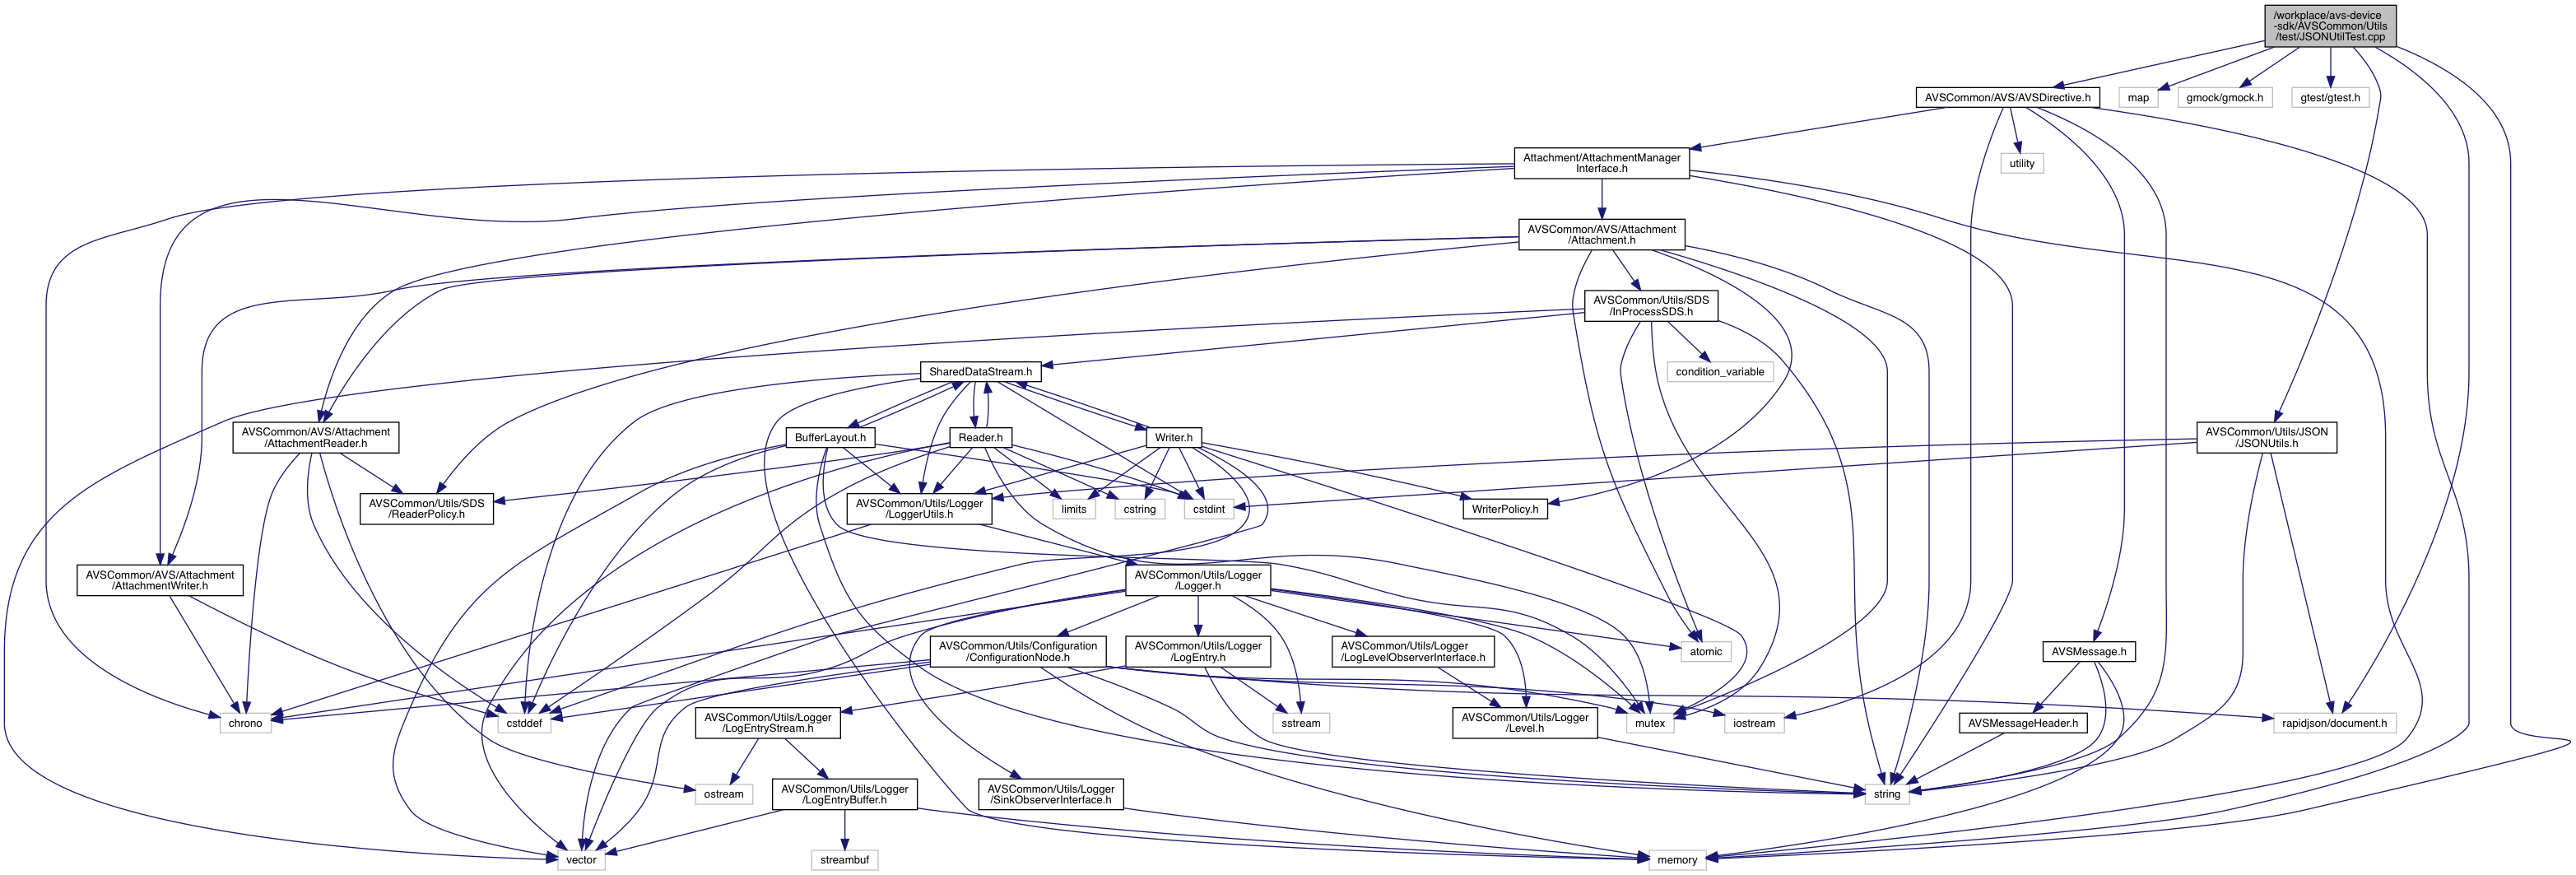 /workplace/avs-device
-sdk/AVSCommon/Utils
/test/JSONUtilTest.cpp
AVSCommon/AVS/AVSDirective.h
map
gmock/gmock.h
gtest/gtest.h
Attachment/AttachmentManager
Interface.h
utility
AVSCommon/AVS/Attachment
/Attachment.h
AVSCommon/Utils/SDS
/InProcessSDS.h
SharedDataStream.h
condition_variable
AVSCommon/AVS/Attachment
/AttachmentReader.h
BufferLayout.h
Reader.h
Writer.h
AVSCommon/Utils/JSON
/JSONUtils.h
AVSCommon/Utils/SDS
/ReaderPolicy.h
AVSCommon/Utils/Logger
/LoggerUtils.h
limits
cstring
cstdint
WriterPolicy.h
AVSCommon/AVS/Attachment
/AttachmentWriter.h
AVSCommon/Utils/Logger
/Logger.h
AVSCommon/Utils/Configuration
/ConfigurationNode.h
AVSCommon/Utils/Logger
/LogEntry.h
AVSCommon/Utils/Logger
/LogLevelObserverInterface.h
atomic
AVSMessage.h
chrono
cstddef
AVSCommon/Utils/Logger
/LogEntryStream.h
sstream
AVSCommon/Utils/Logger
/Level.h
mutex
iostream
AVSMessageHeader.h
rapidjson/document.h
ostream
AVSCommon/Utils/Logger
/LogEntryBuffer.h
AVSCommon/Utils/Logger
/SinkObserverInterface.h
string
vector
streambuf
memory